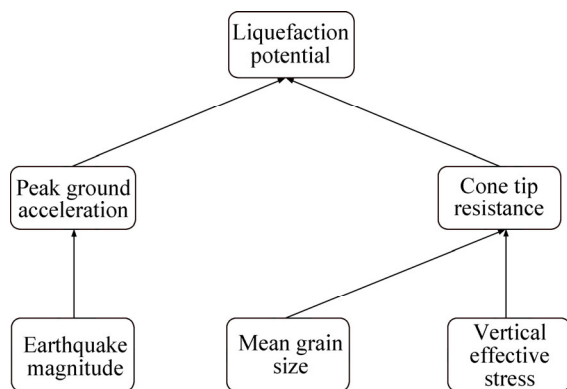 Liquefaction
potential
Peak ground
acceleration
Cone tip
resistance
Earthquake
magnitude
Mean grain
size
Vertical
effective
stress